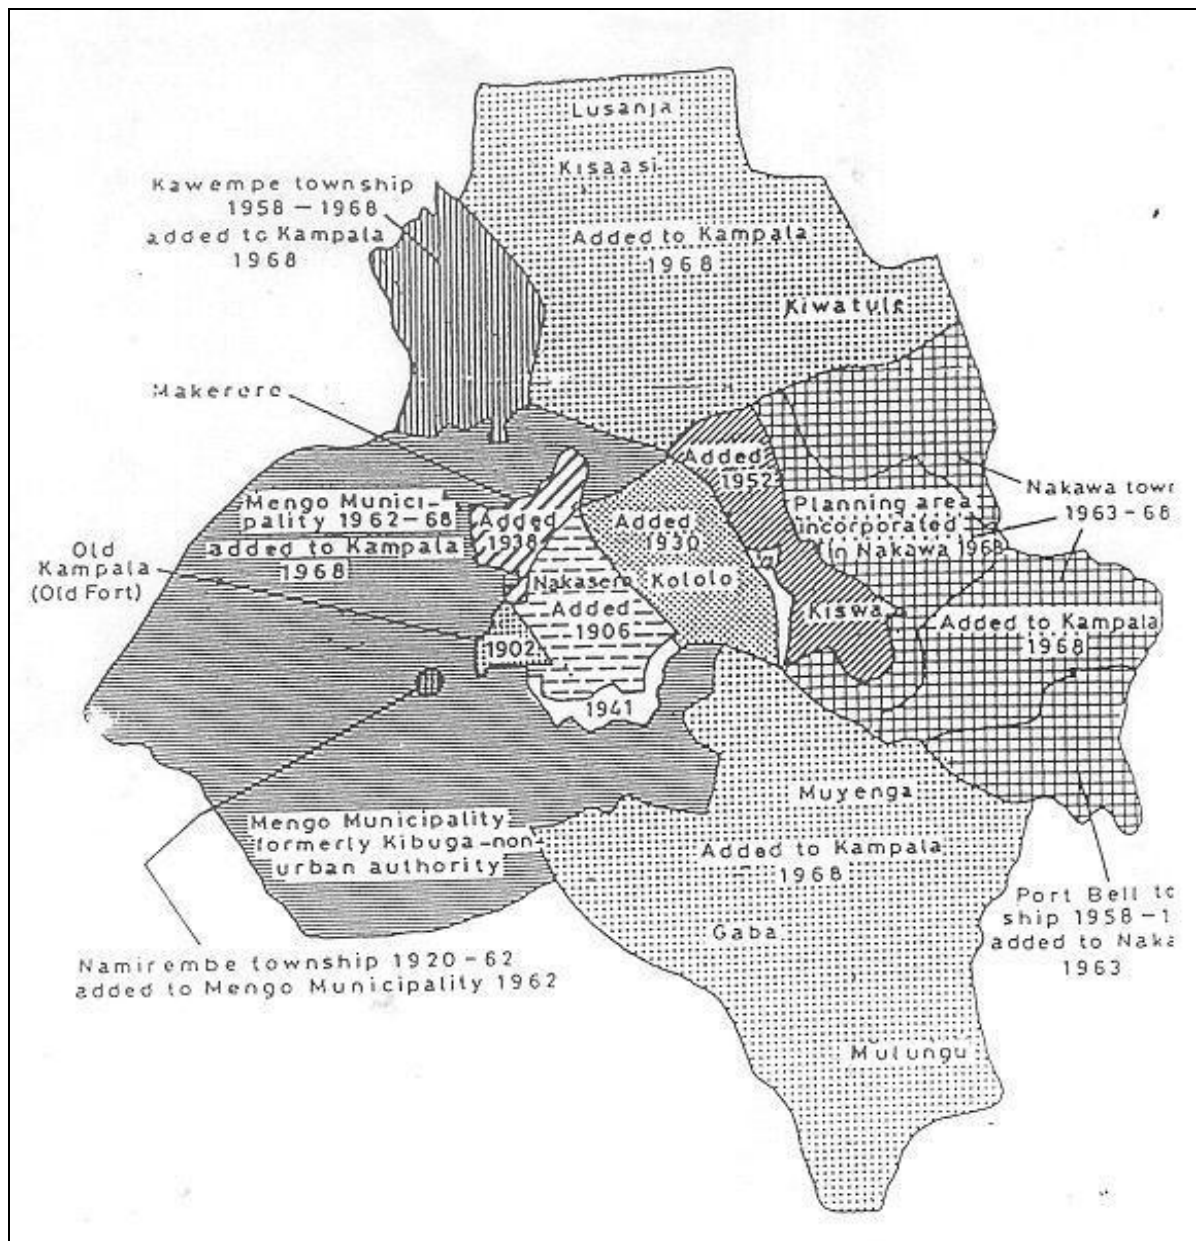 Lusanja
Kisaasi
Added to Kampala
1968
Kiwatule
Kawempe township
1958 – 1968
added to Kampala
1968
Makerere
Mengo Munici-
pality 1962–68
added to Kampala
1968
Old
Kampala
(Old Fort)
Added
1938
Nakasero
Added
1906
1902
1941
Added
1930
Kololo
Added
1952
Kiswa
Planning area
incorporated
in Nakawa 1968
Nakawa town
1963–68
Added to Kampala
1968
Mengo Municipality
formerly Kibuga–non-
urban authority
Namirembe township 1920–62
added to Mengo Municipality 1962
Muyenga
Added to Kampala
1968
Gaba
Mulungu
Port Bell to
ship 1958–1
added to Naka
1963